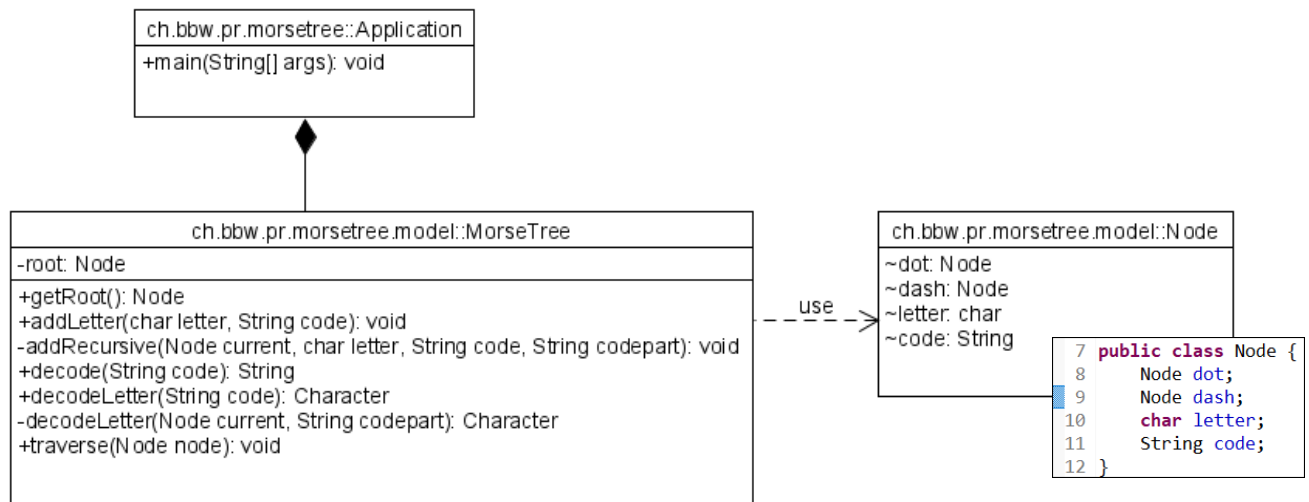 ch.bbw.pr.morsetree::Application
+main(String[] args): void
ch.bbw.pr.morsetree.model::MorseTree
-root: Node
+getRoot(): Node
+addLetter(char letter, String code): void
-addRecursive(Node current, char letter, String code, String codepart): void
+decode(String code): String
+decodeLetter(String code): Character
-decodeLetter(Node current, String codepart): Character
+traverse(Node node): void
use
ch.bbw.pr.morsetree.model::Node
~dot: Node
~dash: Node
~letter: char
~code: String
7 public class Node {
8 Node dot;
9 Node dash;
10 char letter;
11 String code;
12 }